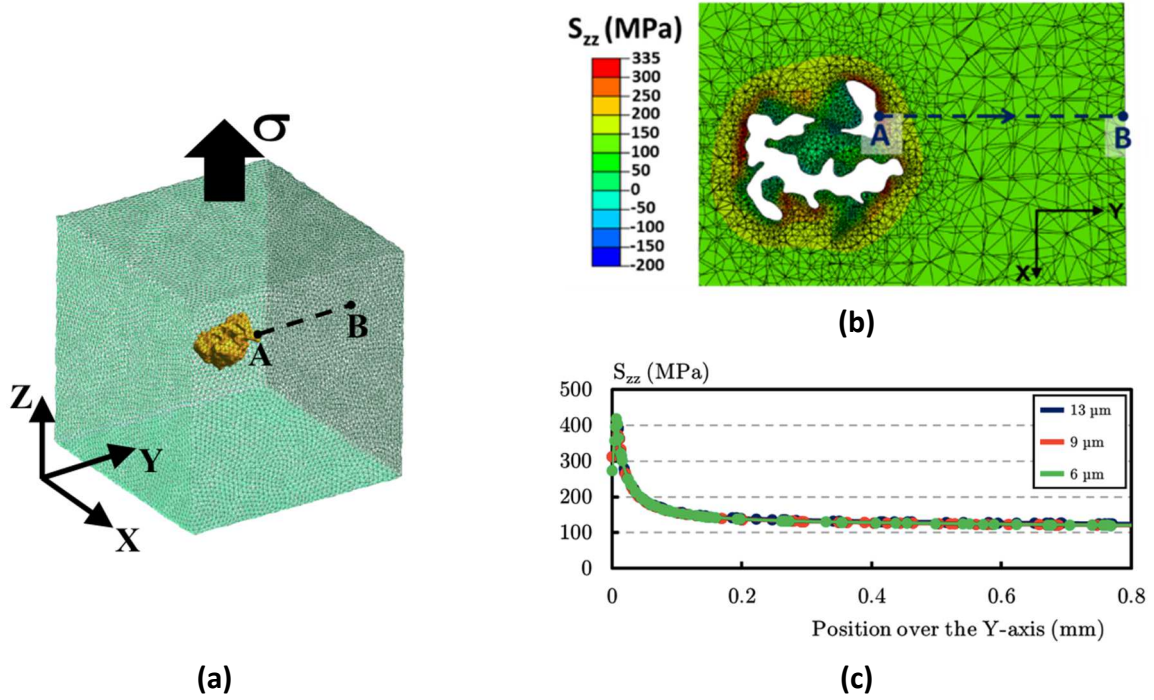 σ
A
B
Z
Y
X
(a)
S_zz (MPa)
335
300
250
200
150
100
50
0
-50
-100
-150
-200
A
B
Y
X
(b)
S_zz (MPa)
500
400
300
200
100
0
13 µm
9 µm
6 µm
0
0.2
0.4
0.6
0.8
Position over the Y-axis (mm)
(c)